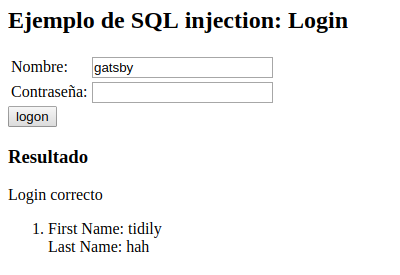 Ejemplo de SQL injection: Login
Nombre: gatsby
Contraseña:
logon
Resultado
Login correcto
1. First Name: tidily
Last Name: hah